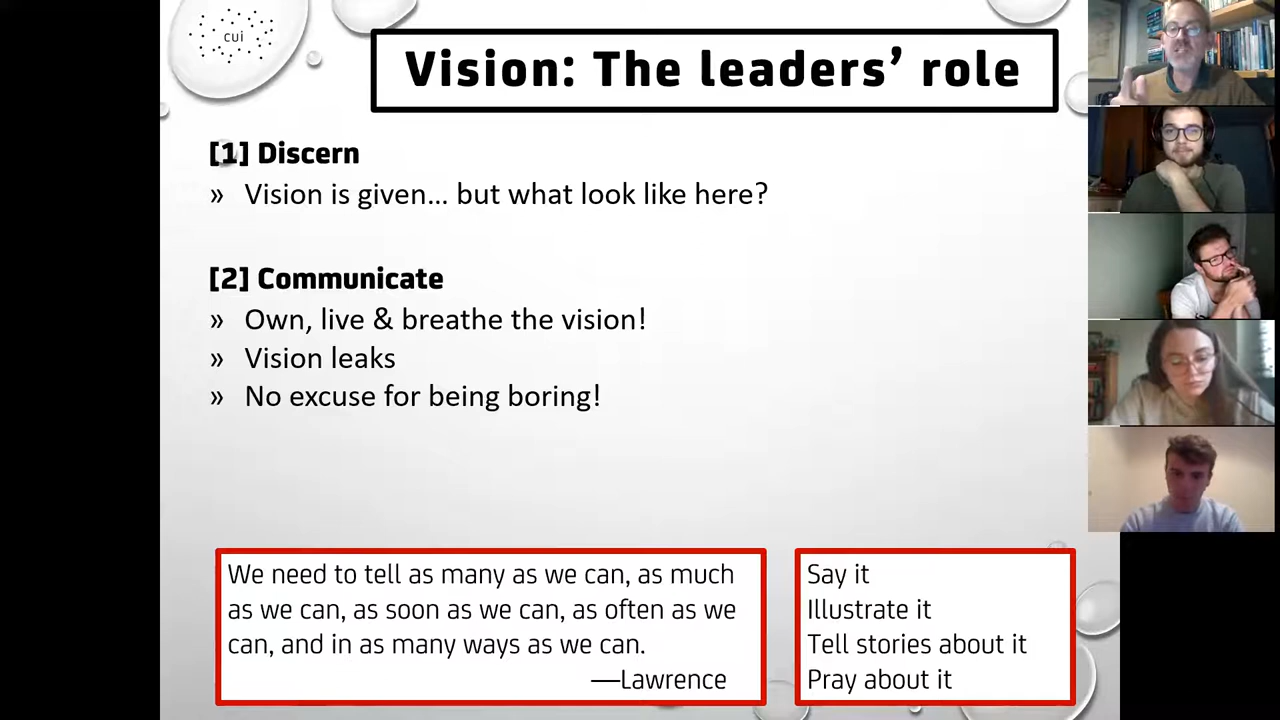 cui
Vision: The leaders’ role
[1] Discern
» Vision is given... but what look like here?
[2] Communicate
» Own, live & breathe the vision!
» Vision leaks
» No excuse for being boring!
We need to tell as many as we can, as much
as we can, as soon as we can, as often as we
can, and in as many ways as we can.
—Lawrence
Say it
Illustrate it
Tell stories about it
Pray about it